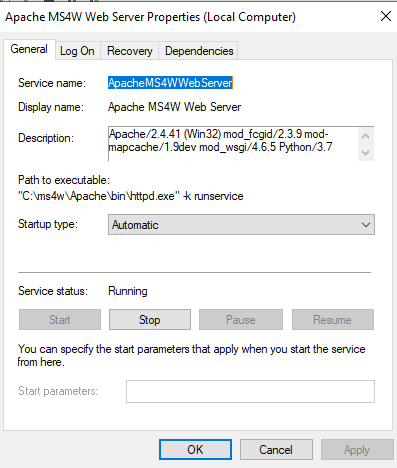 Apache MS4W Web Server Properties (Local Computer)
General Log On Recovery Dependencies
Service name: ApacheMS4WWebServer
Display name: Apache MS4W Web Server
Description: Apache/2.4.41 (Win32) mod_fcgid/2.3.9 mod-
mapcache/1.9dev mod_wsgi/4.6.5 Python/3.7
Path to executable:
"C:\ms4w\Apache\bin\httpd.exe" -k runservice
Startup type: Automatic
Service status: Running
Start Stop Pause Resume
You can specify the start parameters that apply when you start the service
from here.
Start parameters:
OK Cancel Apply